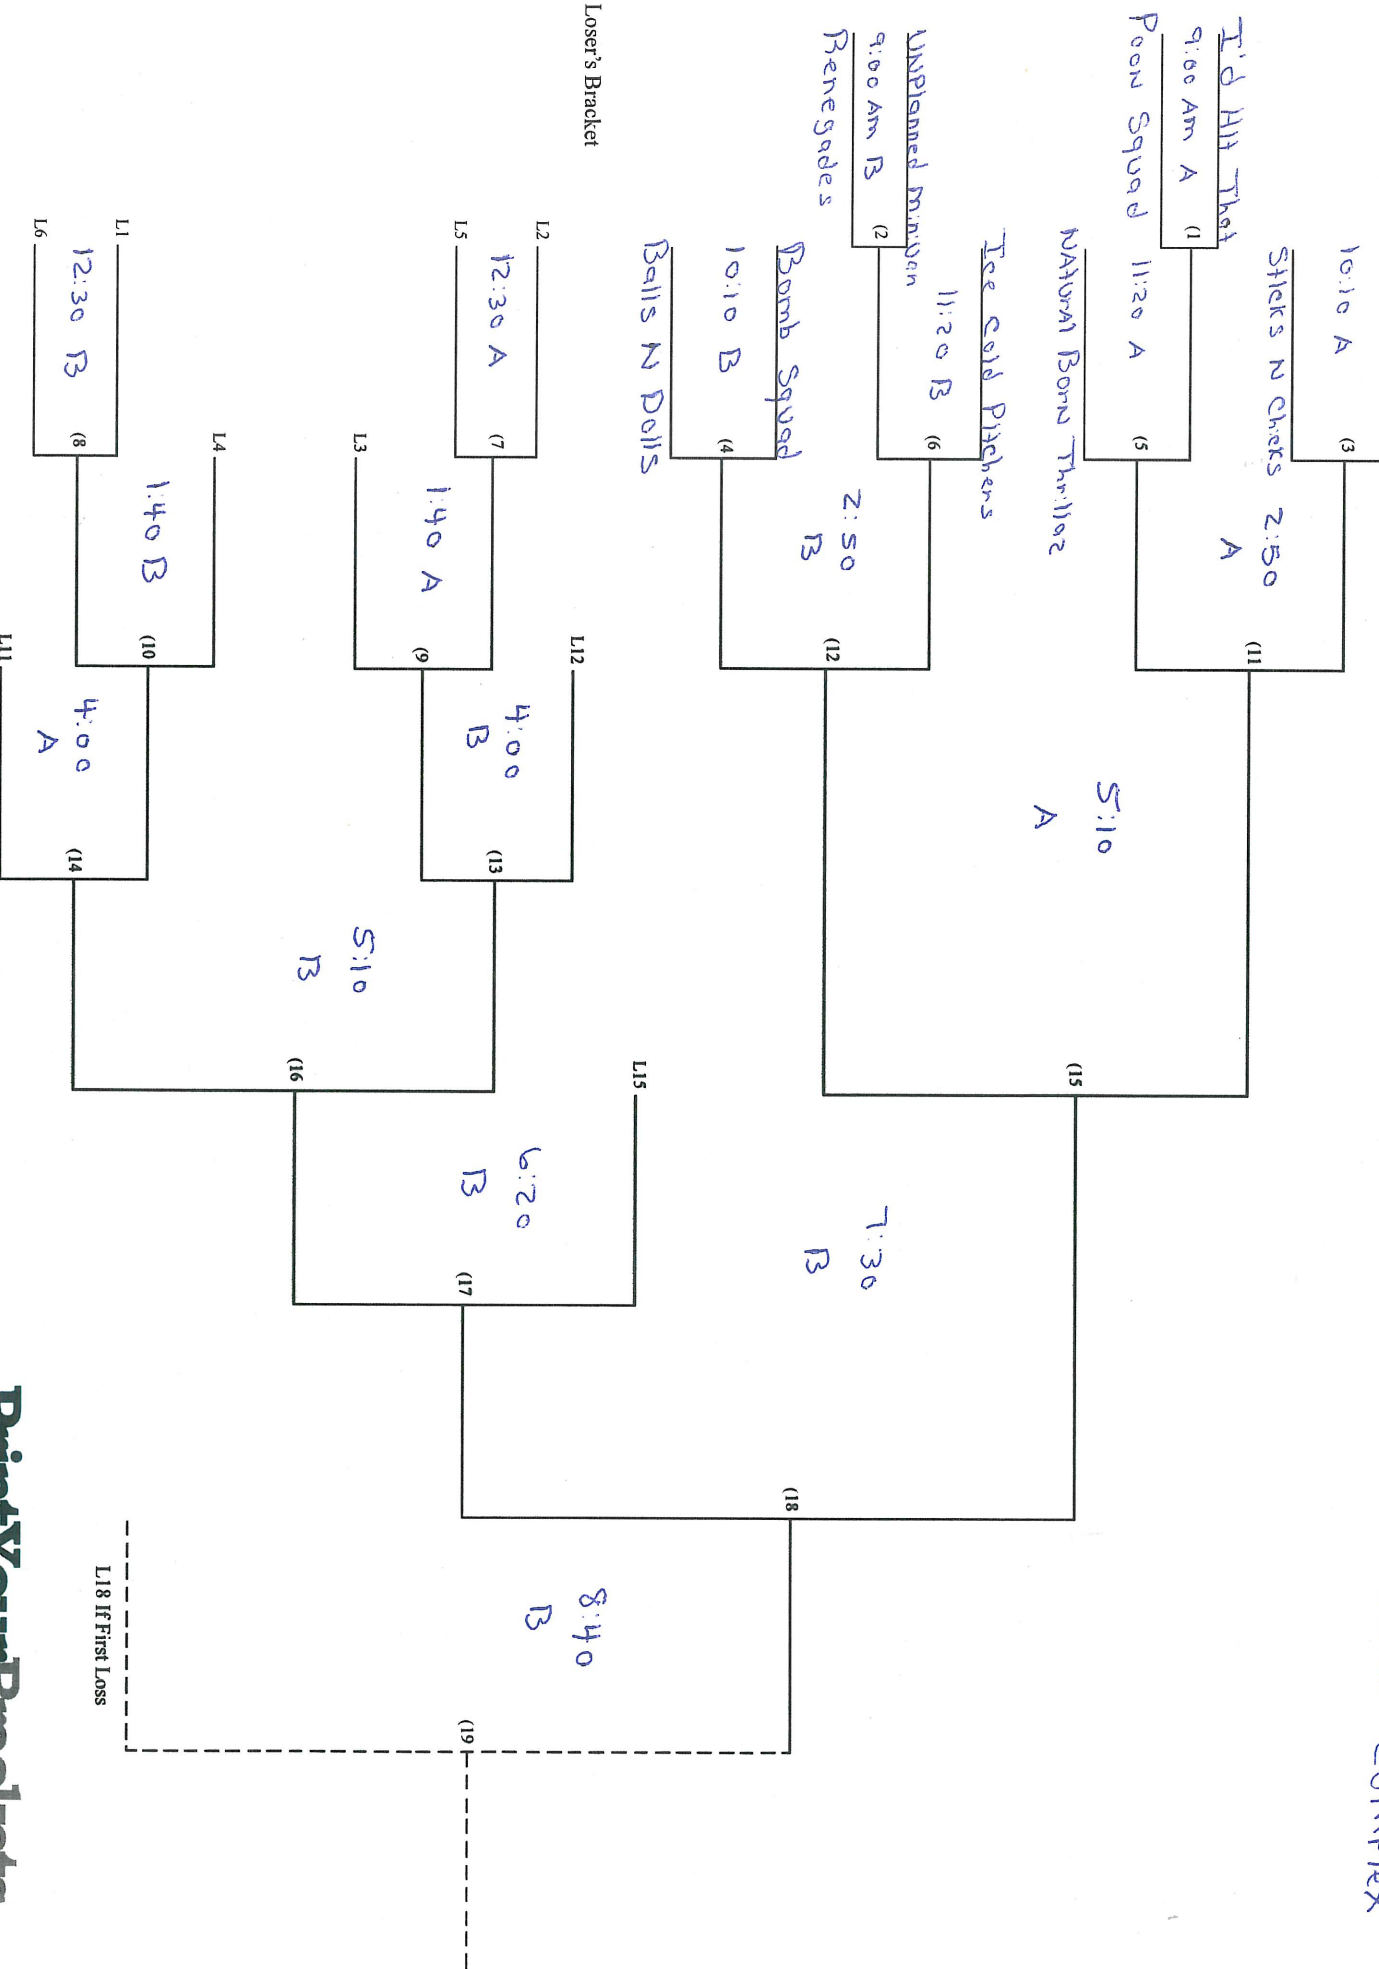 10:10 A
(3
Sticks N Chicks
2:50
A
(11
I'd Hit That
9:00 Am A
(1
Poon Squad
11:20 A
(5
NAtural Born Thrillaz
5:10
A
(15
Ice Cold Pitchers
11:20 B
(6
UNPlanned Minivan
9:00 Am B
(2
Renegades
2:50
B
(12
Bomb Squad
10:10 B
(4
Balls N Dolls
7:30
B
(18
Loser's Bracket
L15
6:20
B
(17
L12
4:00
B
(13
L2
12:30 A
(7
L5
1:40 A
(9
L3
5:10
B
(16
L4
1:40 B
(10
L1
12:30 B
(8
L6
4:00
A
(14
L11
8:40
B
(19
L18 If First Loss
PrintYourBrackets